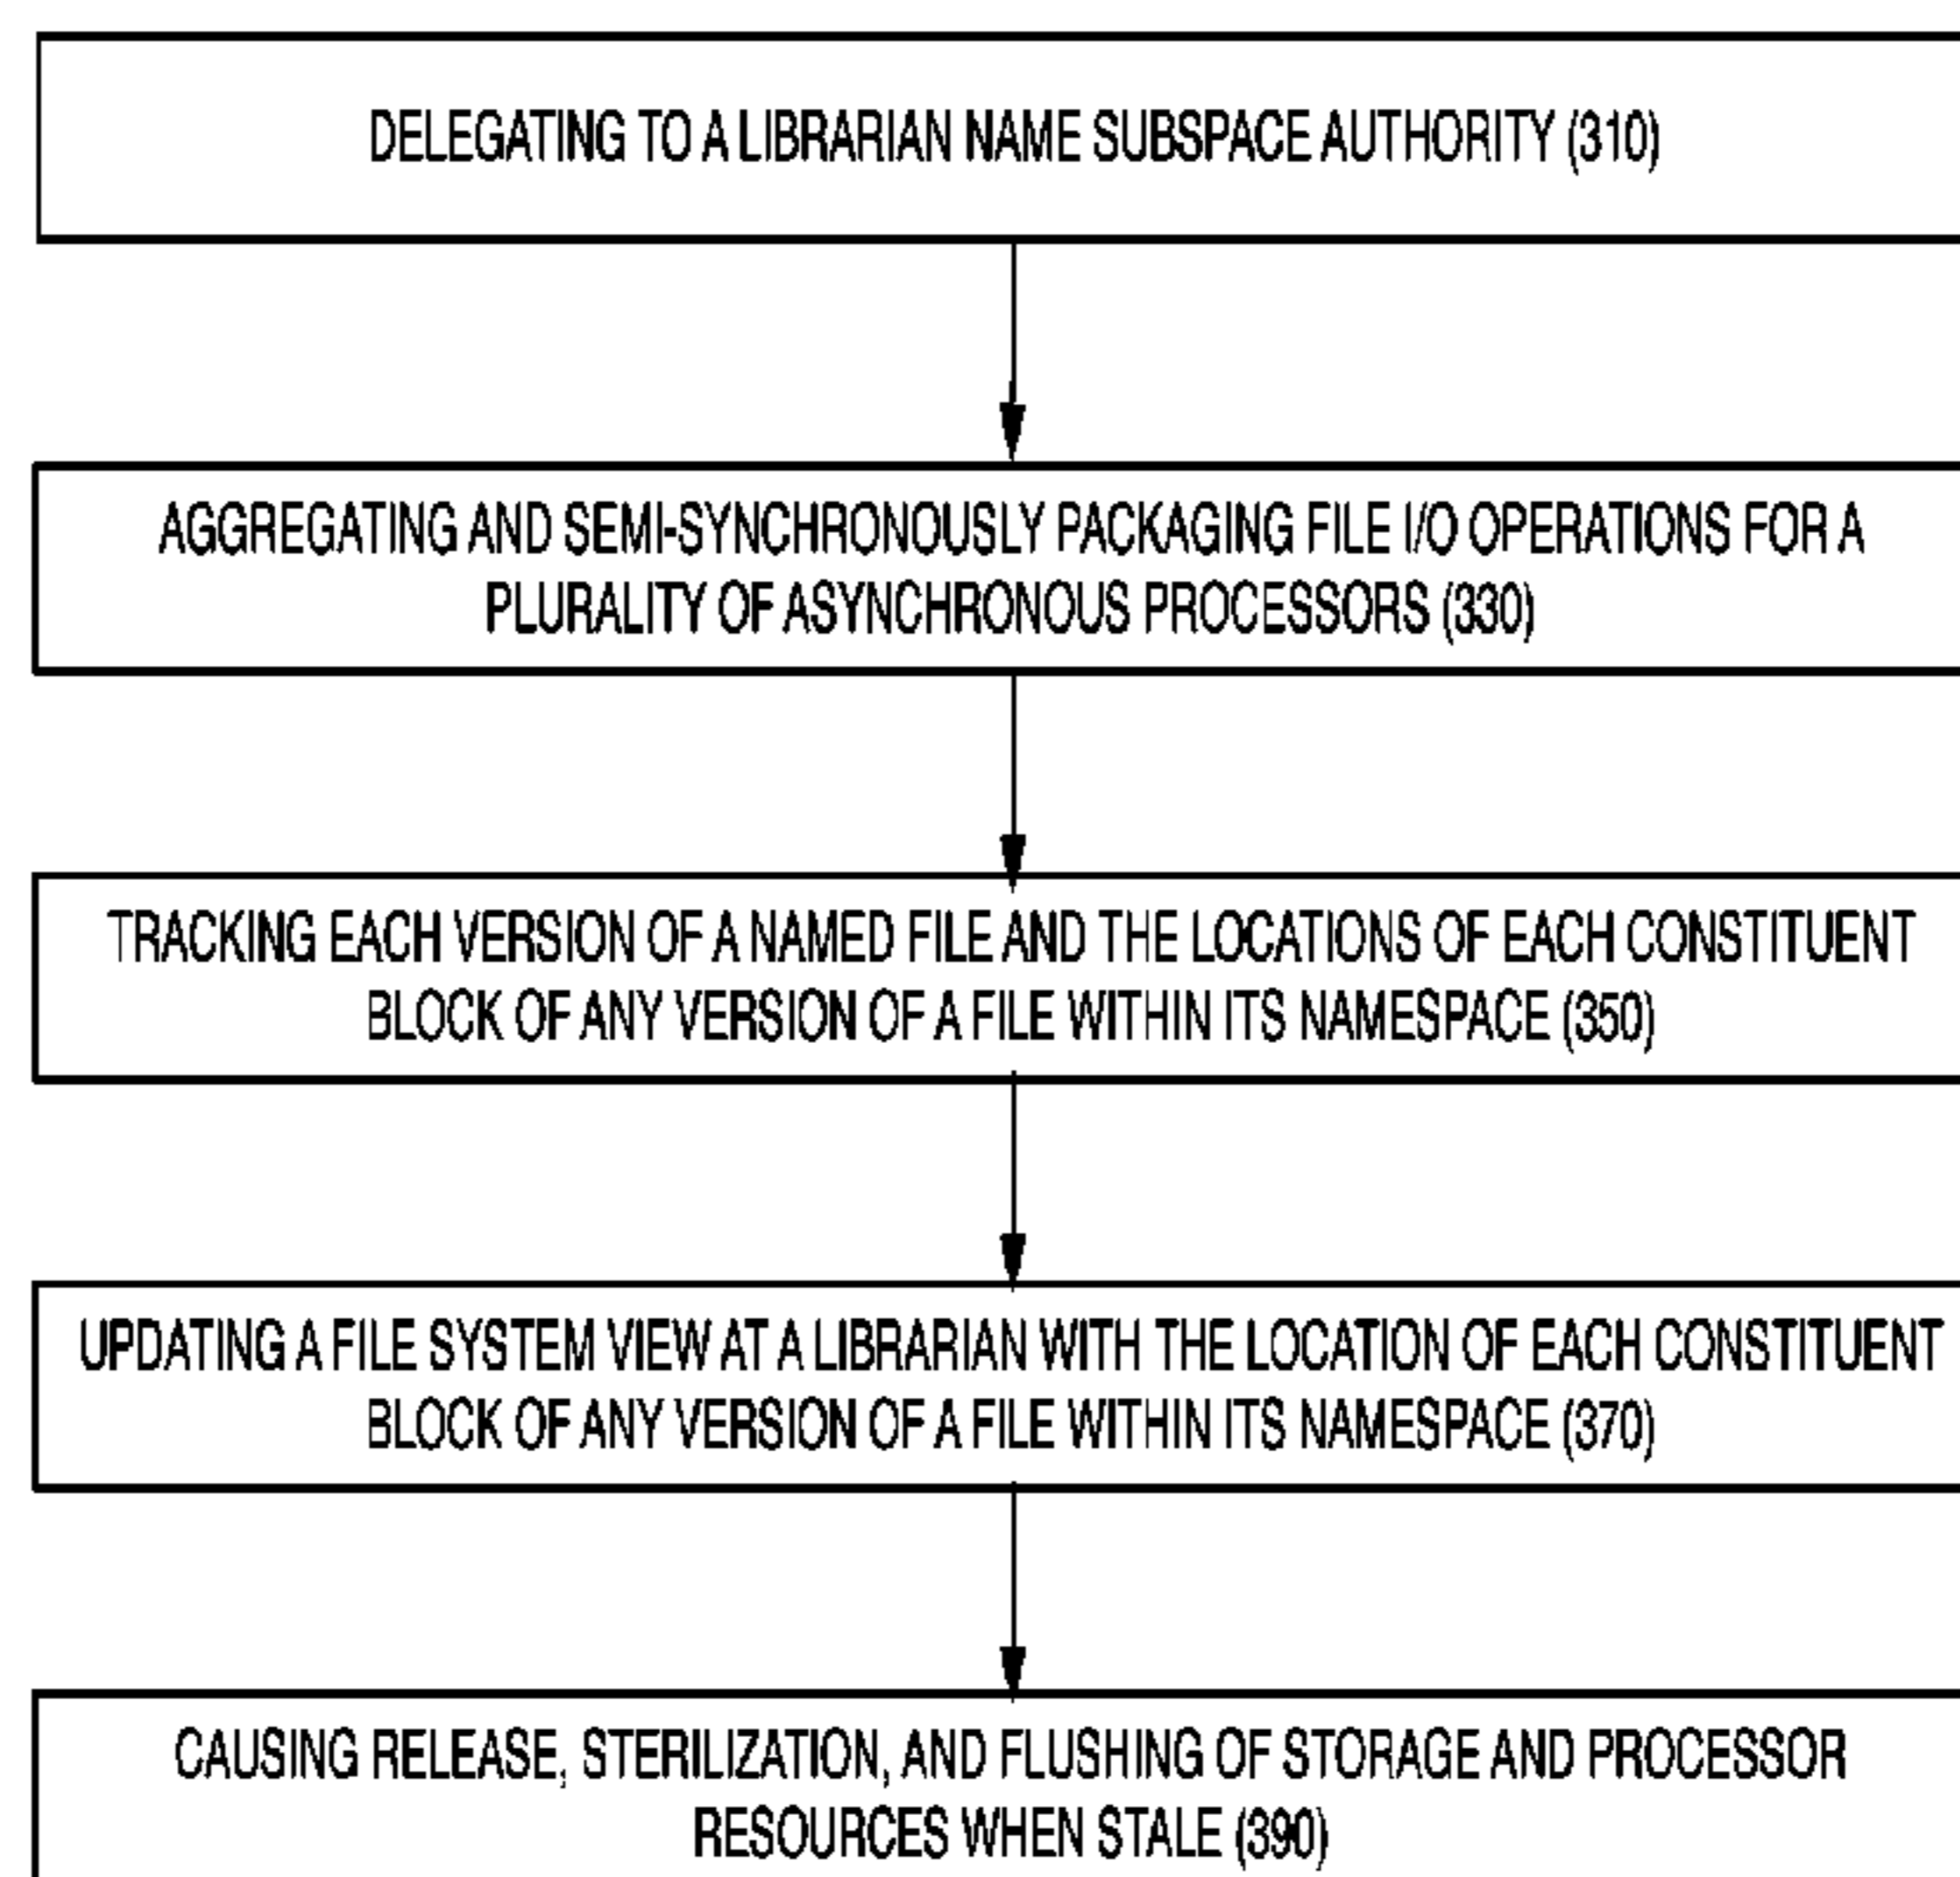 DELEGATING TO A LIBRARIAN NAME SUBSPACE AUTHORITY (310)
AGGREGATING AND SEMI-SYNCHRONOUSLY PACKAGING FILE I/O OPERATIONS FOR A
PLURALITY OF ASYNCHRONOUS PROCESSORS (330)
TRACKING EACH VERSION OF A NAMED FILE AND THE LOCATIONS OF EACH CONSTITUENT
BLOCK OF ANY VERSION OF A FILE WITHIN ITS NAMESPACE (350)
UPDATING A FILE SYSTEM VIEW AT A LIBRARIAN WITH THE LOCATION OF EACH CONSTITUENT
BLOCK OF ANY VERSION OF A FILE WITHIN ITS NAMESPACE (370)
CAUSING RELEASE, STERILIZATION, AND FLUSHING OF STORAGE AND PROCESSOR
RESOURCES WHEN STALE (390)